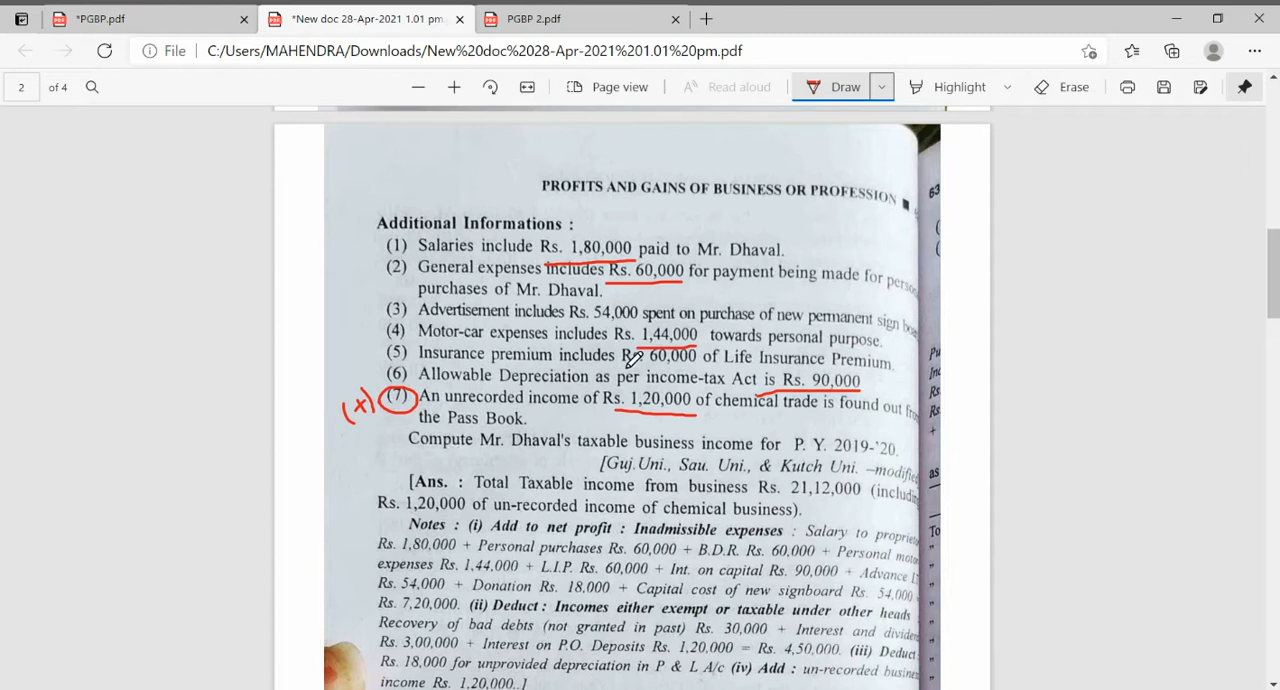 *PGBP.pdf
*New doc 28-Apr-2021 1.01 pm.
PGBP 2.pdf
File
C:/Users/MAHENDRA/Downloads/New%20doc%2028-Apr-2021%201.01%20pm.pdf
2 of 4
Page view
Read aloud
Draw
Highlight
Erase
PROFITS AND GAINS OF BUSINESS OR PROFESSION ■
63
Additional Informations :
(1) Salaries include Rs. 1,80,000 paid to Mr. Dhaval.
(2) General expenses includes Rs. 60,000 for payment being made for
purchases of Mr. Dhaval.
(3) Advertisement includes Rs. 54,000 spent on purchase of new permanent sign
(4) Motor-car expenses includes Rs. 1,44,000 towards personal purpose.
(5) Insurance premium includes 60,000 of Life Insurance Premium.
(6) Allowable Depreciation as per income-tax Act is Rs. 90,000
(x) (7) An unrecorded income of Rs. 1,20,000 of chemical trade is found out
the Pass Book.
Compute Mr. Dhaval's taxable business income for P. Y. 2019-'20.
[Guj. Uni., Sau. Uni., & Kutch Uni. –modified
[Ans. : Total Taxable income from business Rs. 21,12,000 (includ
Rs. 1,20,000 of un-recorded income of chemical business).
Notes : (i) Add to net profit : Inadmissible expenses : Salary to propri
Rs. 1,80,000 + Personal purchases Rs. 60,000 + B.D.R. Rs. 60,000 + Personal
expenses Rs. 1,44,000 + L.I.P. Rs. 60,000 + Int. on capital Rs. 90,000 + Advance
Rs. 54,000 + Donation Rs. 18,000 + Capital cost of new signboard Rs. 54,000
Rs. 7,20,000. (ii) Deduct : Incomes either exempt or taxable under other heads
Recovery of bad debts (not granted in past) Rs. 30,000 + Interest and
Rs. 3,00,000 + Interest on P.O. Deposits Rs. 1,20,000 = Rs. 4,50,000. (iii) Deduct
Rs. 18,000 for unprovided depreciation in P & L A/c (iv) Add : un-recorded
income Rs. 1,20,000..]
as
To